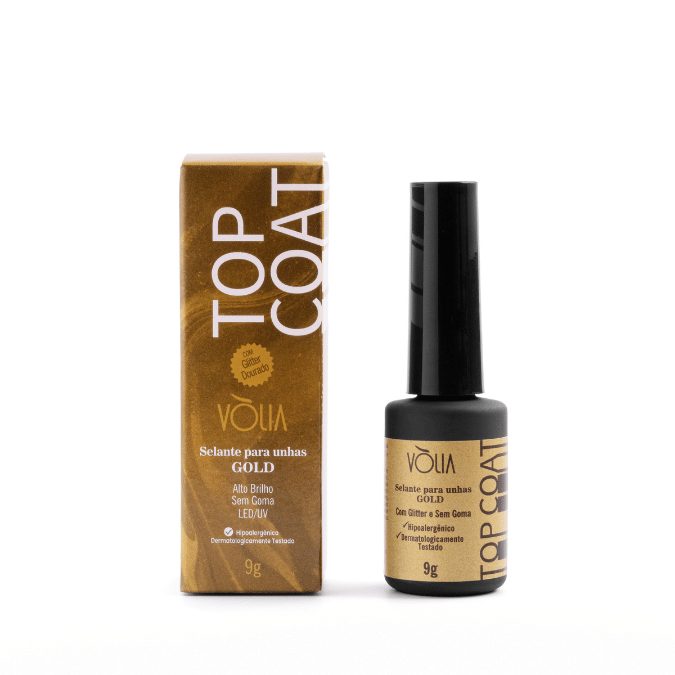 TOP
COAT
COM
Glitter
Dourado
VÒLIA
Selante para unhas
GOLD
Alto Brilho
Sem Goma
LED/UV
Hipoalergênico
Dermatologicamente Testado
9g
VÒLIA
Selante para unhas
GOLD
Com Glitter e Sem Goma
Hipoalergênico
Dermatologicamente
Testado
9g
TOP COAT